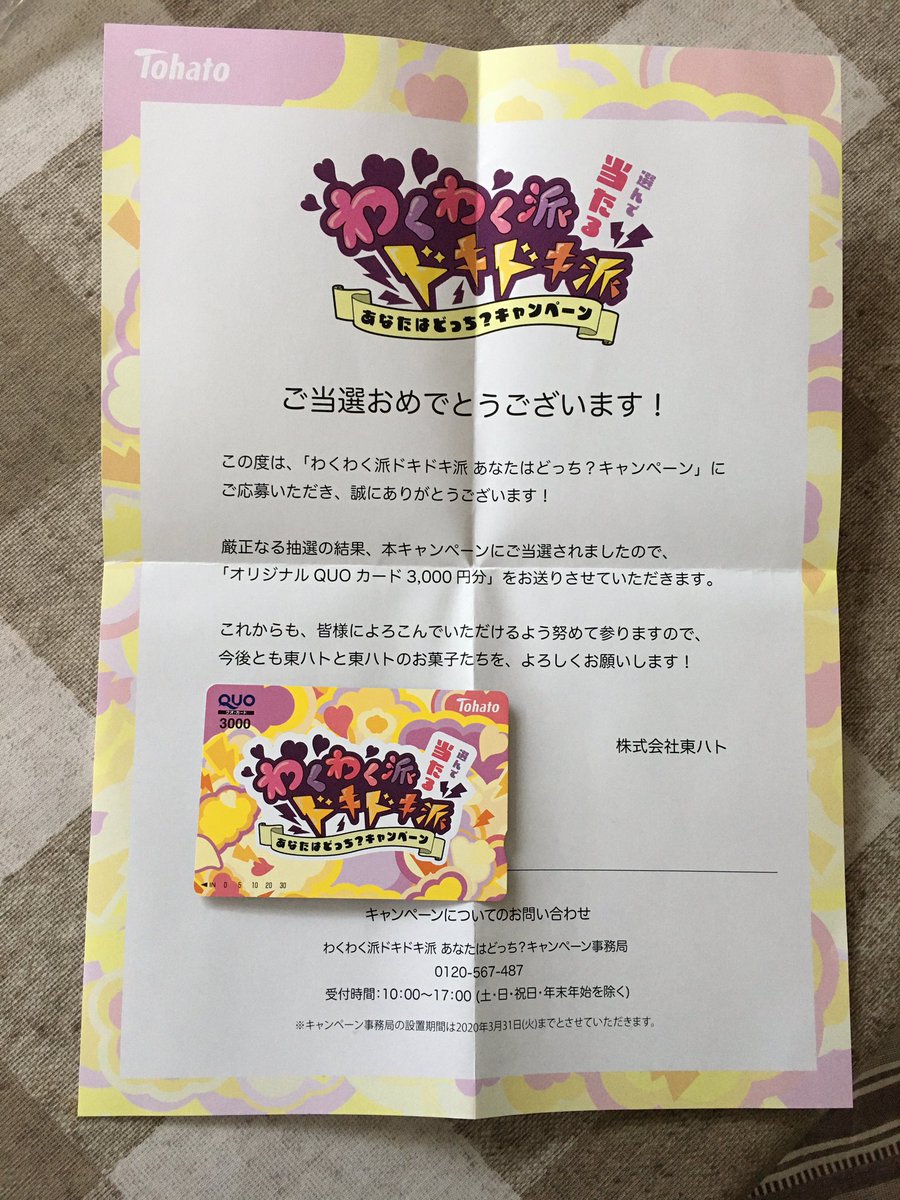 Tohato
選んで
当たる
わくわく派
ドキドキ派
あなたはどっち?キャンペーン
ご当選おめでとうございます!
この度は、「わくわく派ドキドキ派 あなたはどっち?キャンペーン」に
ご応募いただき、誠にありがとうございます!
厳正なる抽選の結果、本キャンペーンにご当選されましたので、
「オリジナル QUO カード 3,000 円分」をお送りさせていただきます。
これからも、皆様によろこんでいただけるよう努めて参りますので、
今後とも東ハトと東ハトのお菓子たちを、よろしくお願いします!
株式会社東ハト
QUO
クオ・カード
3000
Tohato
選んで
当たる
わくわく派
ドキドキ派
あなたはどっち?キャンペーン
◀IN 0 5 10 20 30
キャンペーンについてのお問い合わせ
わくわく派ドキドキ派 あなたはどっち?キャンペーン事務局
0120-567-487
受付時間:10:00~17:00 (土・日・祝日・年末年始を除く)
※キャンペーン事務局の設置期間は2020年3月31日(火)までとさせていただきます。